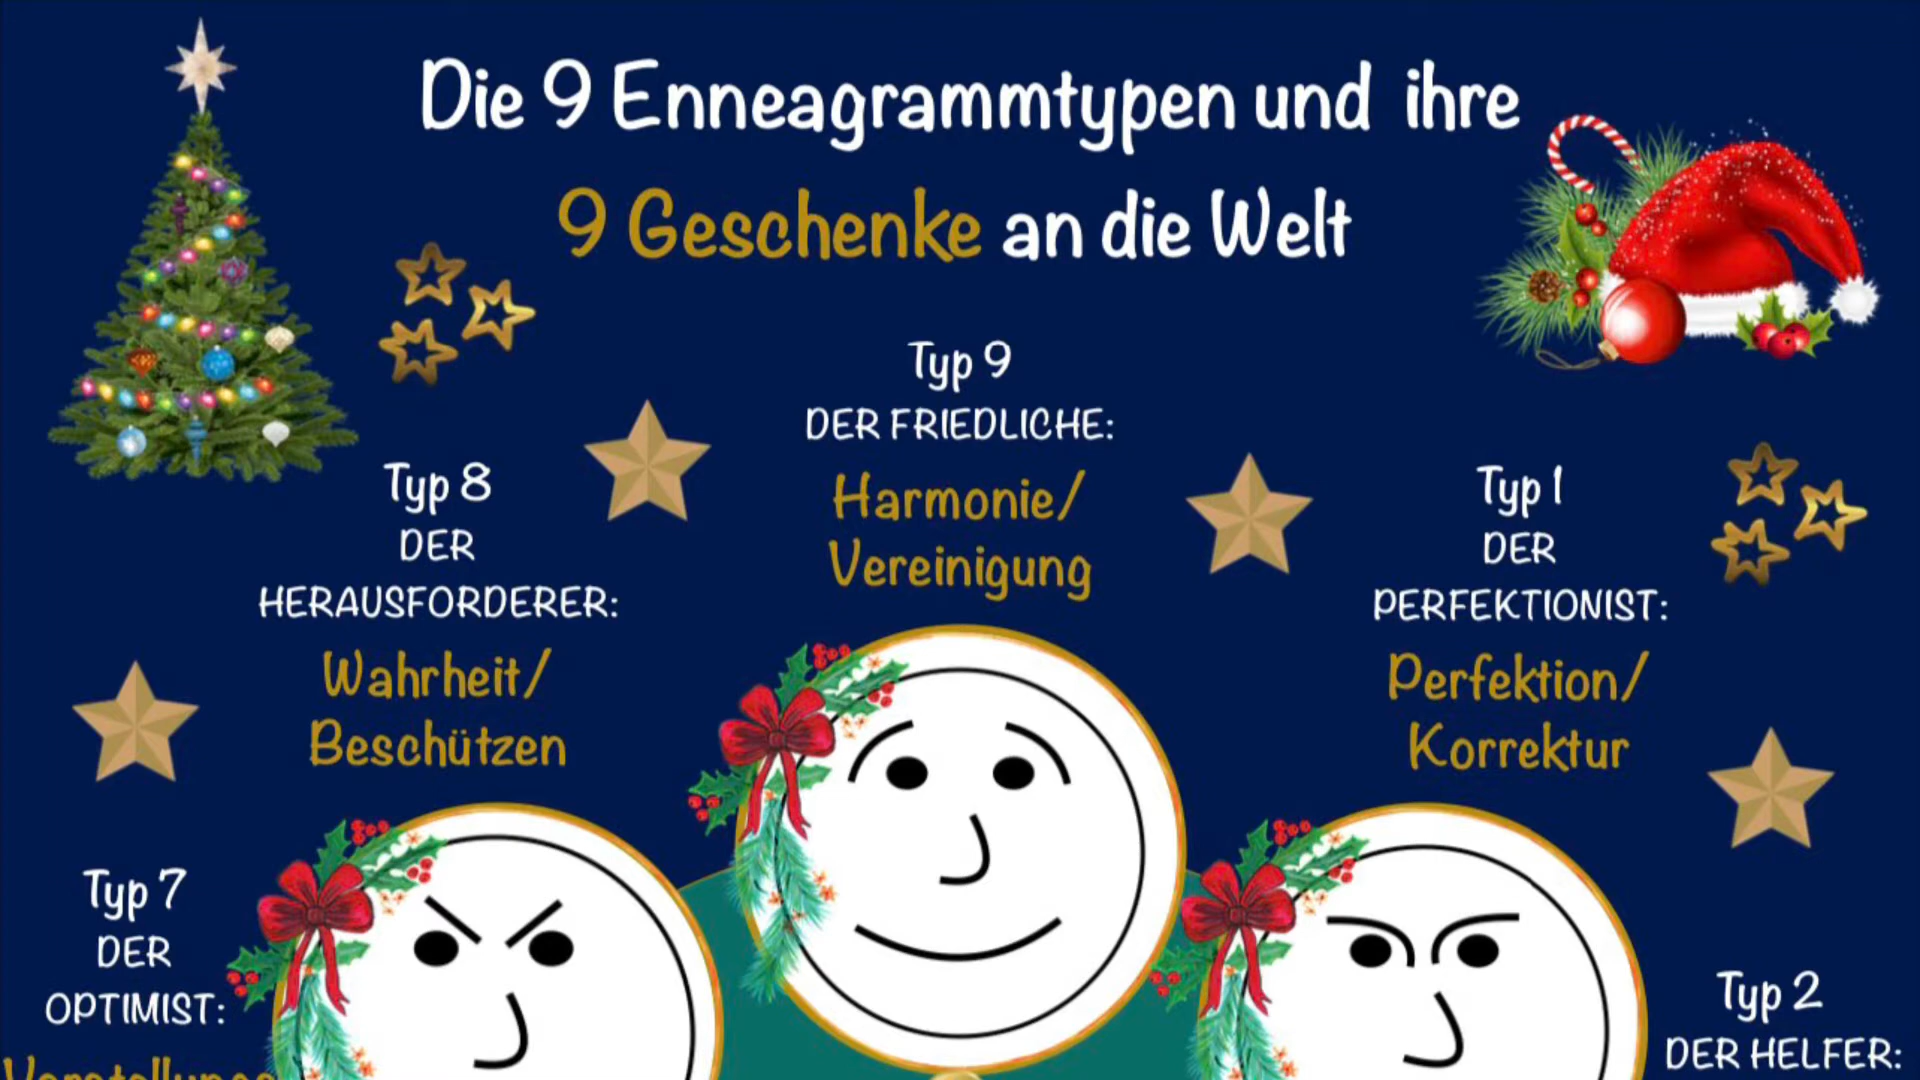 Die 9 Enneagrammtypen und ihre
9 Geschenke an die Welt
Typ 9
DER FRIEDLICHE:
Harmonie/
Vereinigung
Typ 8
DER
HERAUSFORDERER:
Wahrheit/
Beschützen
Typ 1
DER
PERFEKTIONIST:
Perfektion/
Korrektur
Typ 7
DER
OPTIMIST:
Typ 2
DER HELFER: